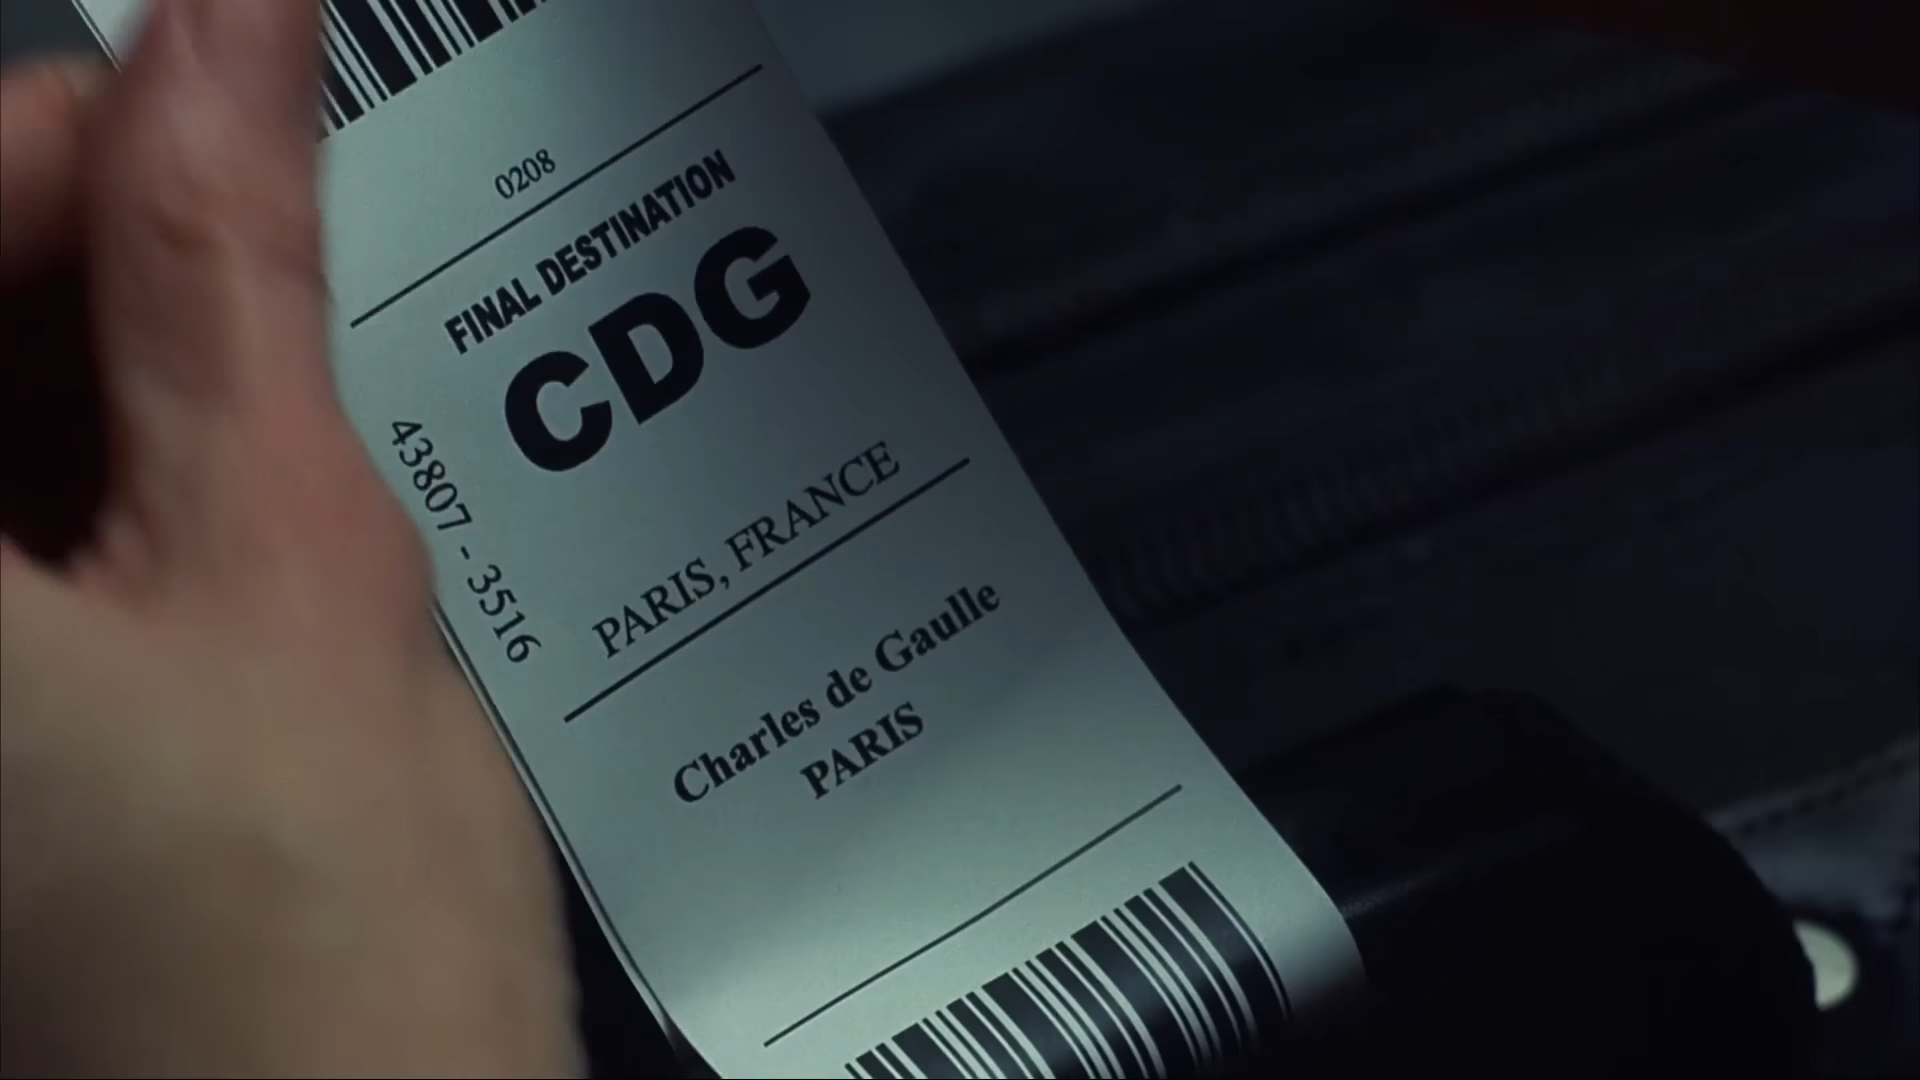 0208
FINAL DESTINATION
CDG
43807 - 3516
PARIS, FRANCE
Charles de Gaulle
PARIS